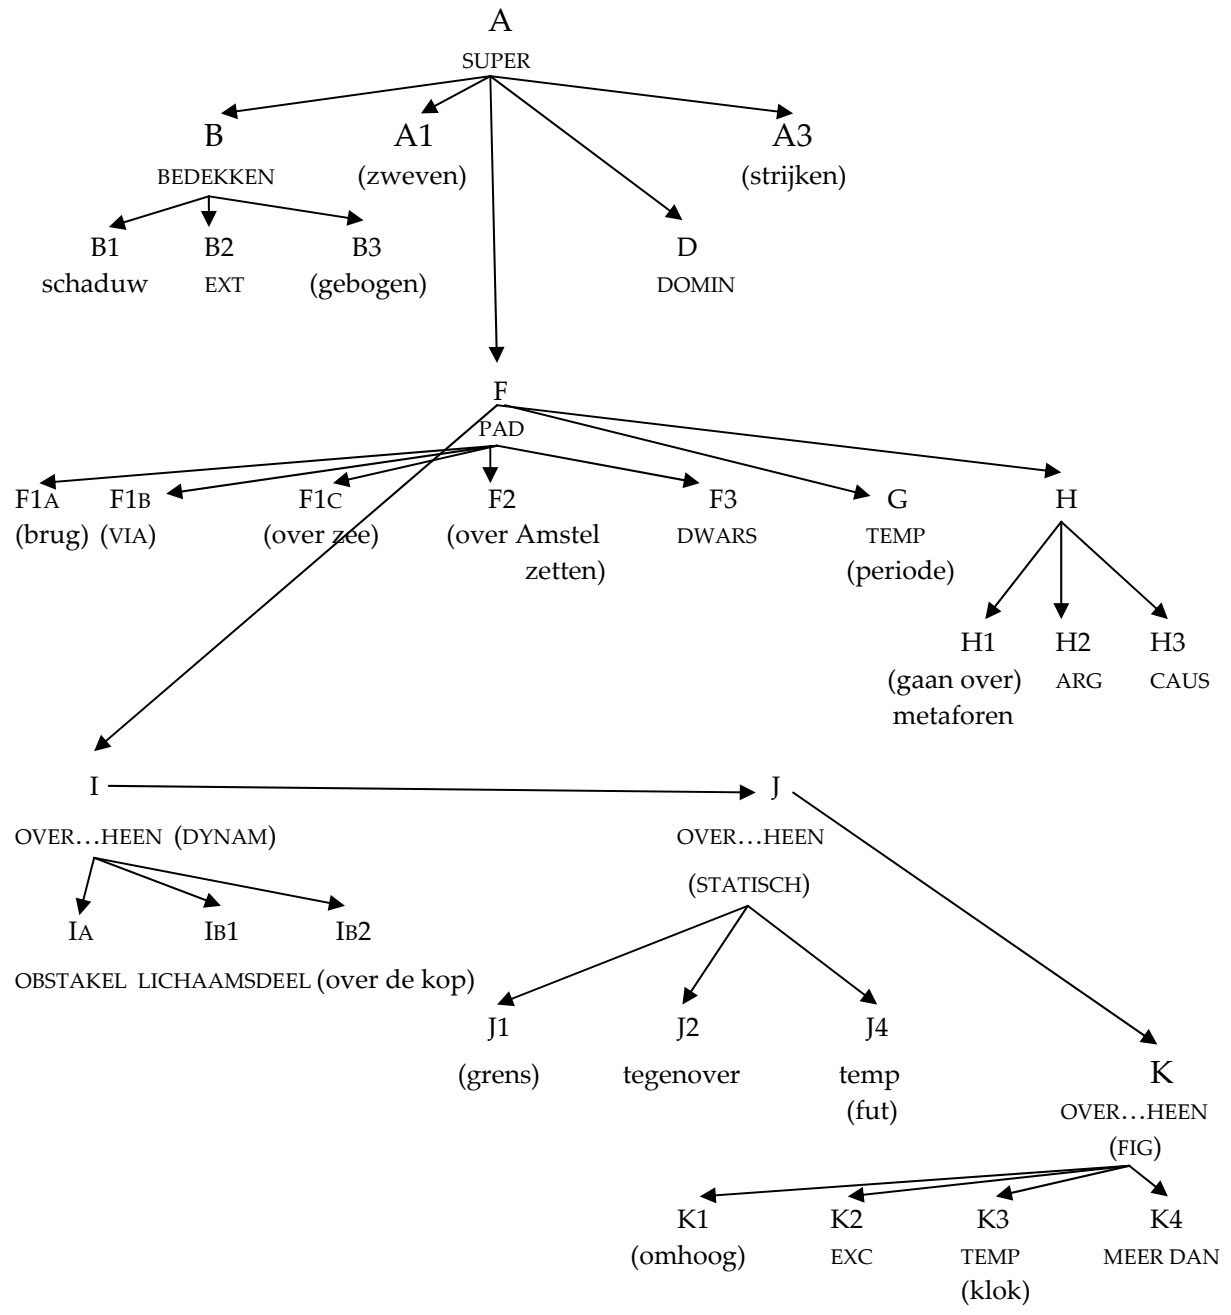 A
SUPER
B A1 A3
BEDEKKEN (zweven) (strijken)
B1 B2 B3 D
schaduw EXT (gebogen) DOMIN
F
PAD
F1A F1B F1C F2 F3 G H
(brug) (VIA) (over zee) (over Amstel DWARS TEMP
zetten) (periode)
H1 H2 H3
(gaan over) ARG CAUS
metaforen
I J
OVER…HEEN (DYNAM) OVER…HEEN
(STATISCH)
IA IB1 IB2
OBSTAKEL LICHAAMSDEEL (over de kop)
J1 J2 J4
(grens) tegenover temp K
(fut) OVER…HEEN
(FIG)
K1 K2 K3 K4
(omhoog) EXC TEMP MEER DAN
(klok)